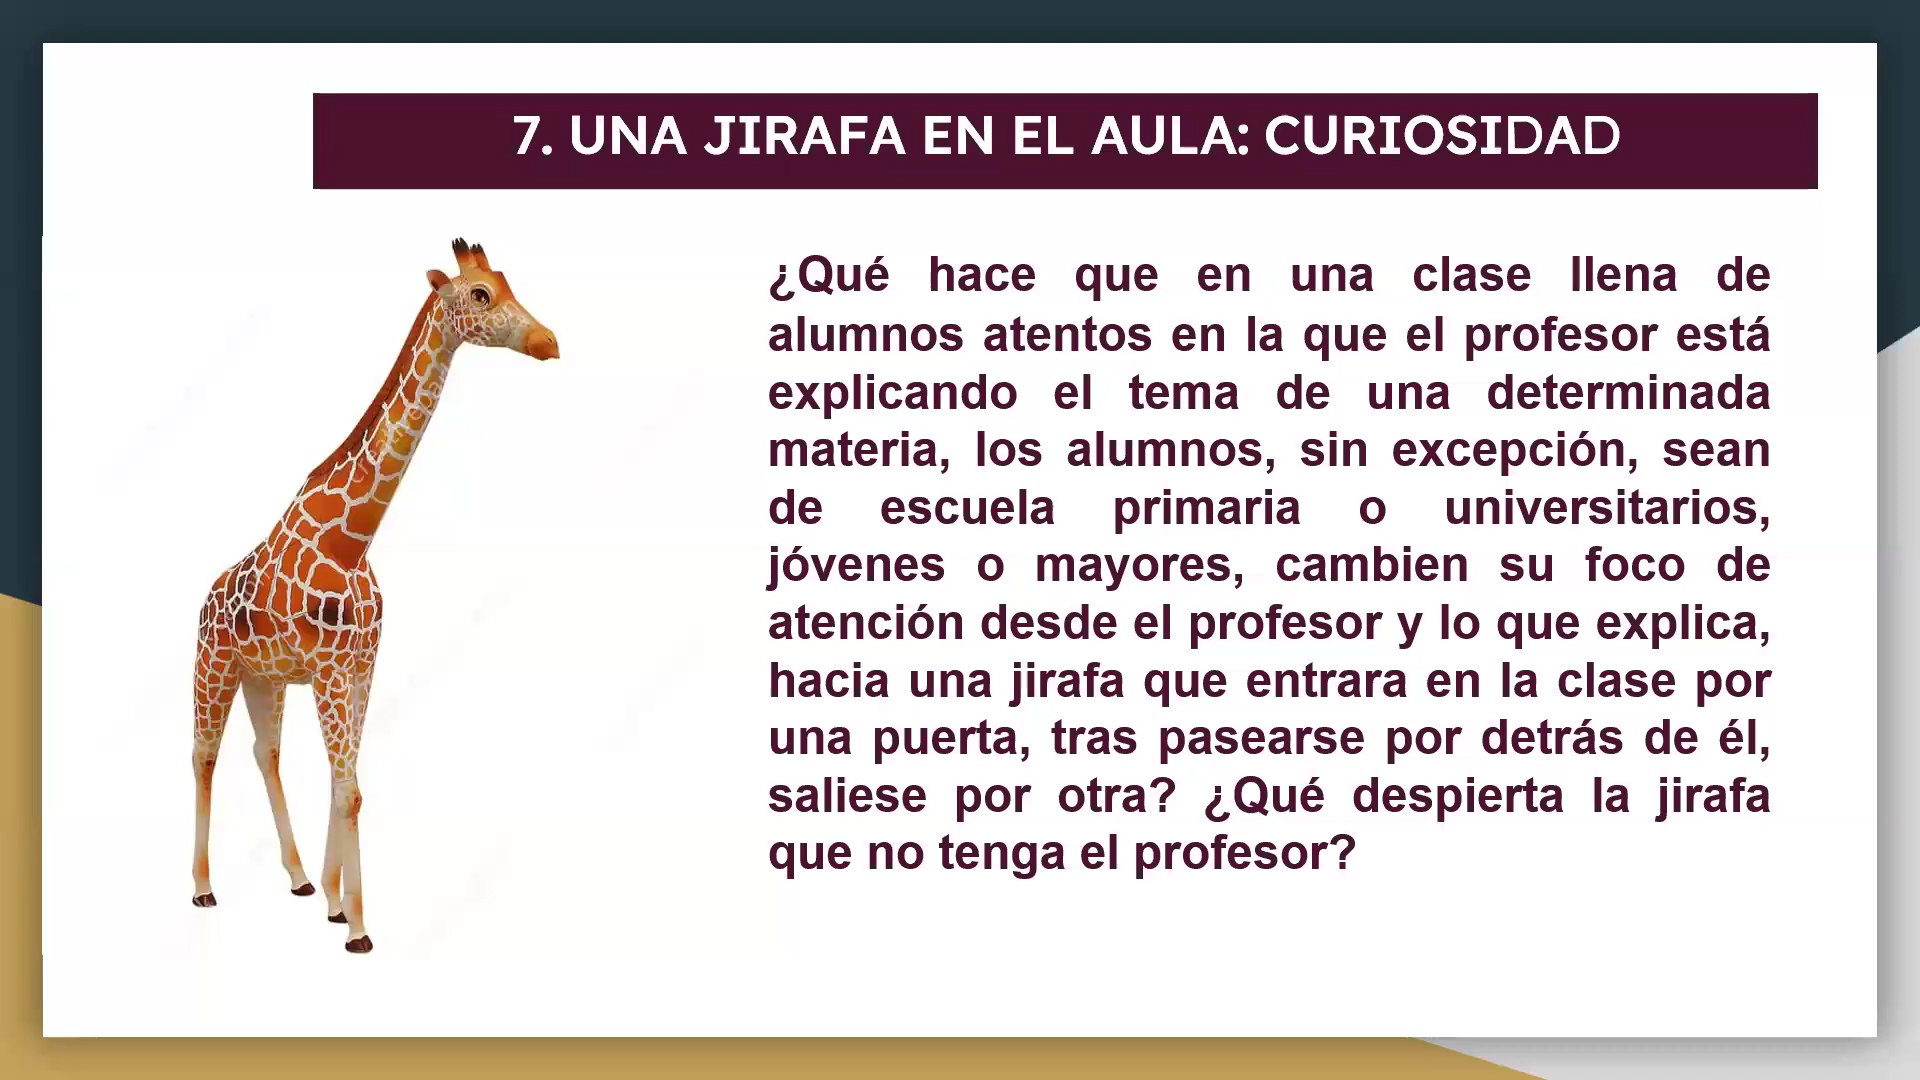 7. UNA JIRAFA EN EL AULA: CURIOSIDAD
¿Qué hace que en una clase llena de
alumnos atentos en la que el profesor está
explicando el tema de una determinada
materia, los alumnos, sin excepción, sean
de escuela primaria o universitarios,
jóvenes o mayores, cambien su foco de
atención desde el profesor y lo que explica,
hacia una jirafa que entrara en la clase por
una puerta, tras pasearse por detrás de él,
saliese por otra? ¿Qué despierta la jirafa
que no tenga el profesor?